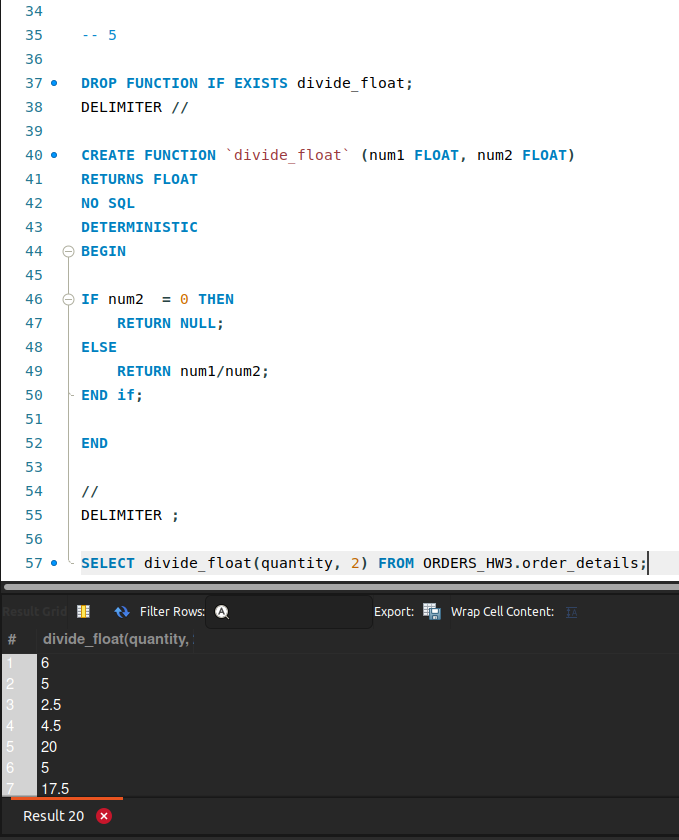 34
35 -- 5
36
37 DROP FUNCTION IF EXISTS divide_float;
38 DELIMITER //
39
40 CREATE FUNCTION `divide_float` (num1 FLOAT, num2 FLOAT)
41 RETURNS FLOAT
42 NO SQL
43 DETERMINISTIC
44 BEGIN
45
46 IF num2  = 0 THEN
47     RETURN NULL;
48 ELSE
49     RETURN num1/num2;
50 END if;
51
52 END
53
54 //
55 DELIMITER ;
56
57 SELECT divide_float(quantity, 2) FROM ORDERS_HW3.order_details;
Result Grid Filter Rows: Export: Wrap Cell Content:
# divide_float(quantity,
1 6
2 5
3 2.5
4 4.5
5 20
6 5
7 17.5
Result 20